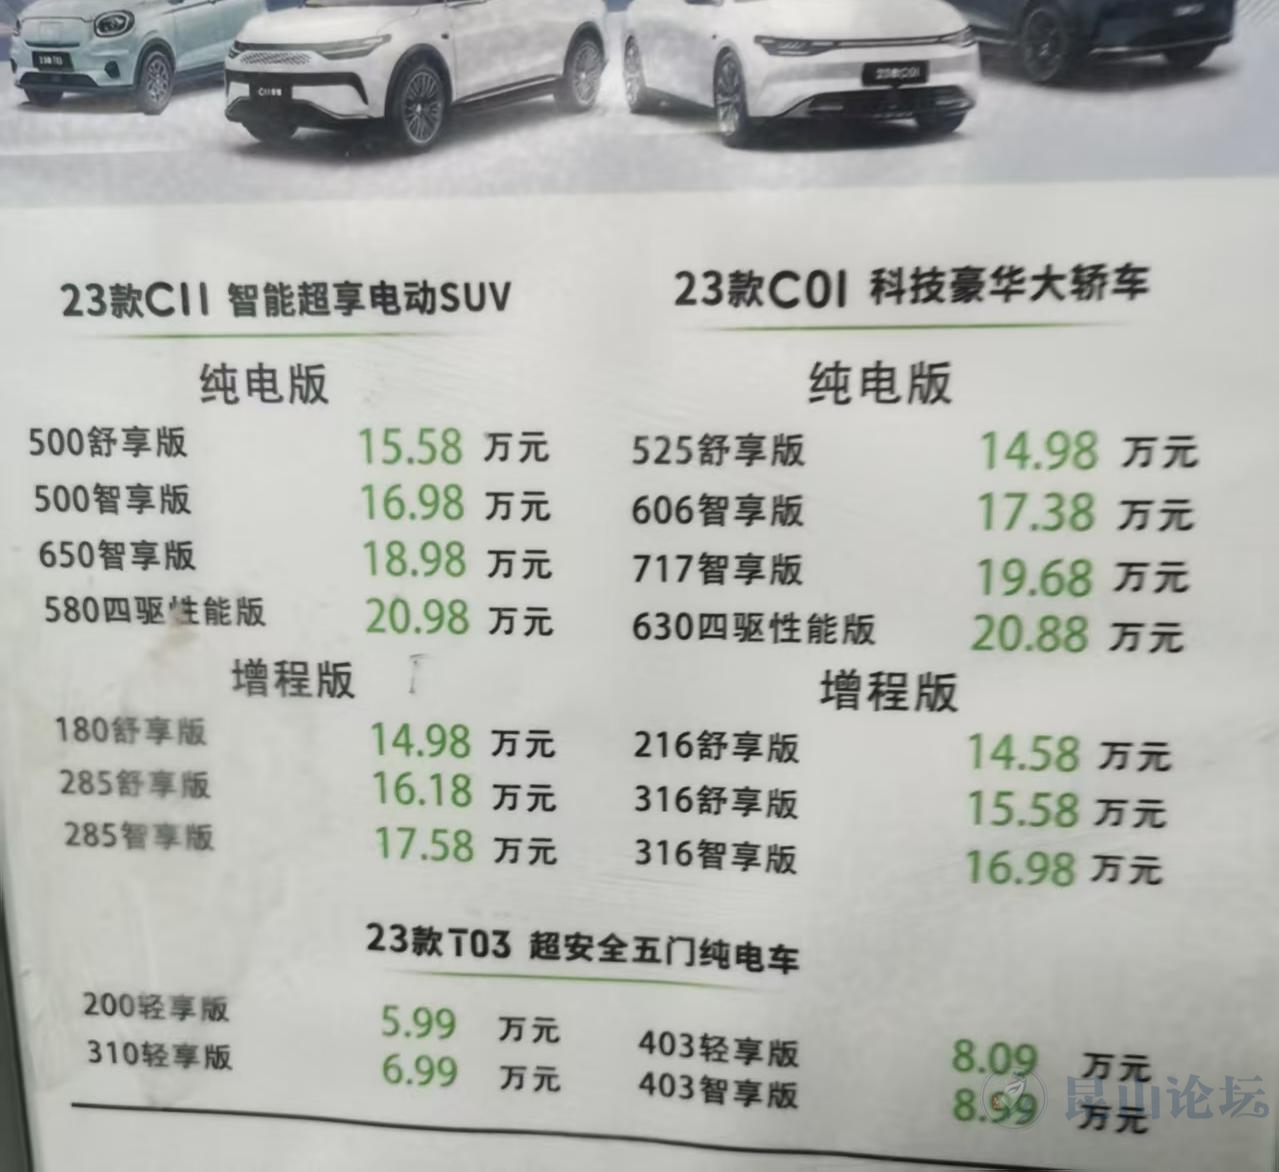 23款C01
23款C11 智能超享电动SUV
纯电版
500舒享版 15.58 万元
500智享版 16.98 万元
650智享版 18.98 万元
580四驱性能版 20.98 万元
增程版
180舒享版 14.98 万元
285舒享版 16.18 万元
285智享版 17.58 万元
23款C01 科技豪华大轿车
纯电版
525舒享版 14.98 万元
606智享版 17.38 万元
717智享版 19.68 万元
630四驱性能版 20.88 万元
增程版
216舒享版 14.58 万元
316舒享版 15.58 万元
316智享版 16.98 万元
23款T03 超安全五门纯电车
200轻享版 5.99 万元
310轻享版 6.99 万元
403轻享版 8.09 万元
403智享版 8.99 万元
昆山论坛